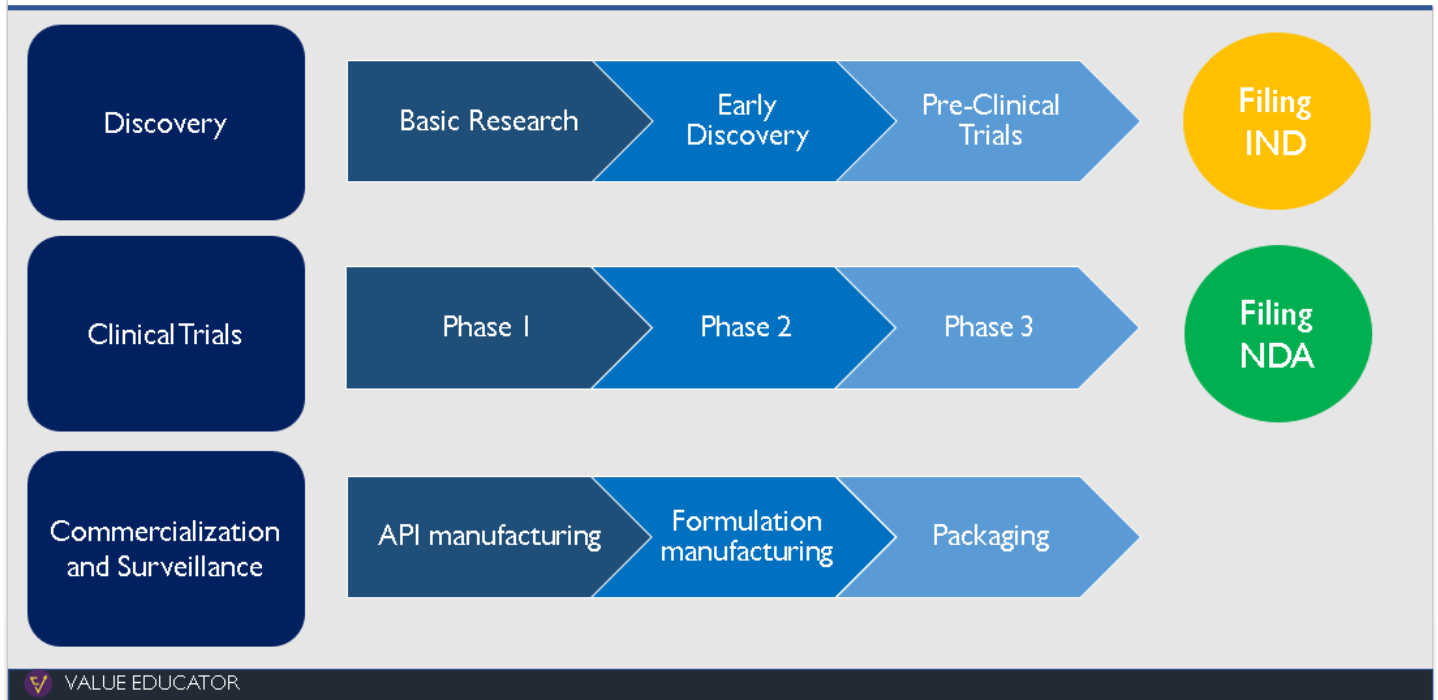 Discovery
Basic Research
Early
Discovery
Pre-Clinical
Trials
Filing
IND
Clinical Trials
Phase 1
Phase 2
Phase 3
Filing
NDA
Commercialization
and Surveillance
API manufacturing
Formulation
manufacturing
Packaging
VALUE EDUCATOR